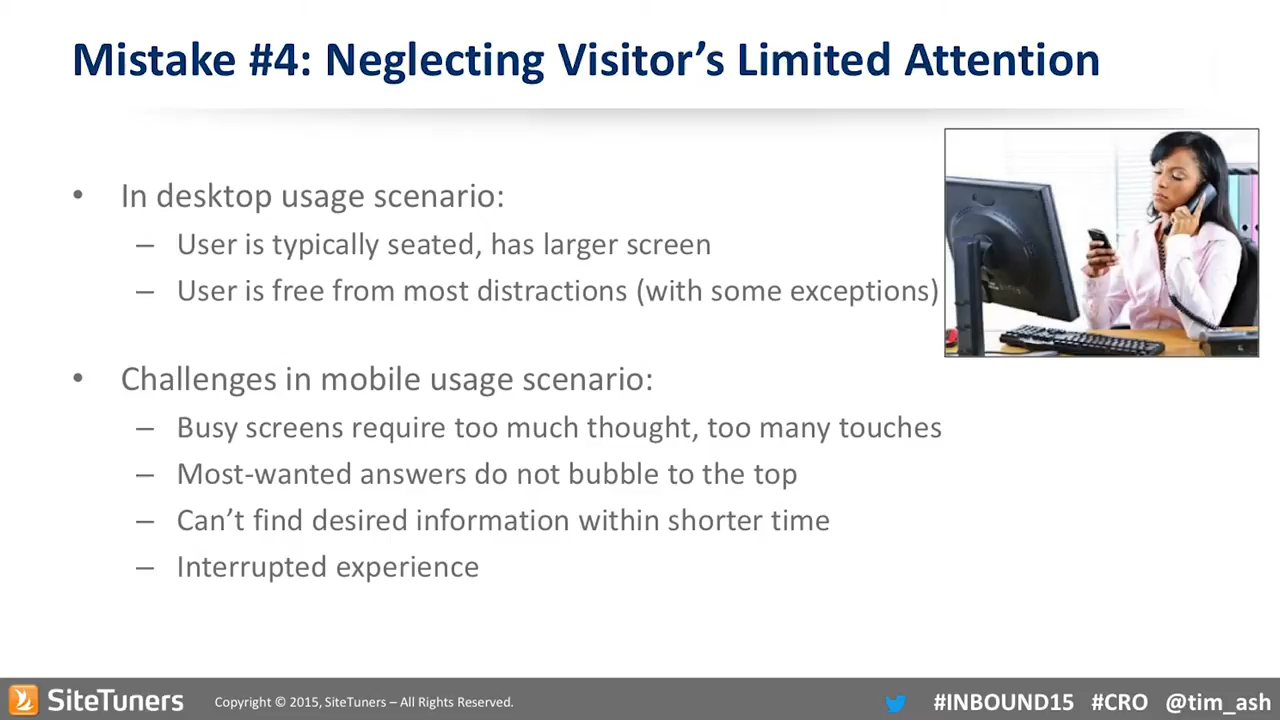 Mistake #4: Neglecting Visitor’s Limited Attention
• In desktop usage scenario:
– User is typically seated, has larger screen
– User is free from most distractions (with some exceptions)
• Challenges in mobile usage scenario:
– Busy screens require too much thought, too many touches
– Most-wanted answers do not bubble to the top
– Can’t find desired information within shorter time
– Interrupted experience
SiteTuners Copyright © 2015, SiteTuners – All Rights Reserved. #INBOUND15 #CRO @tim_ash